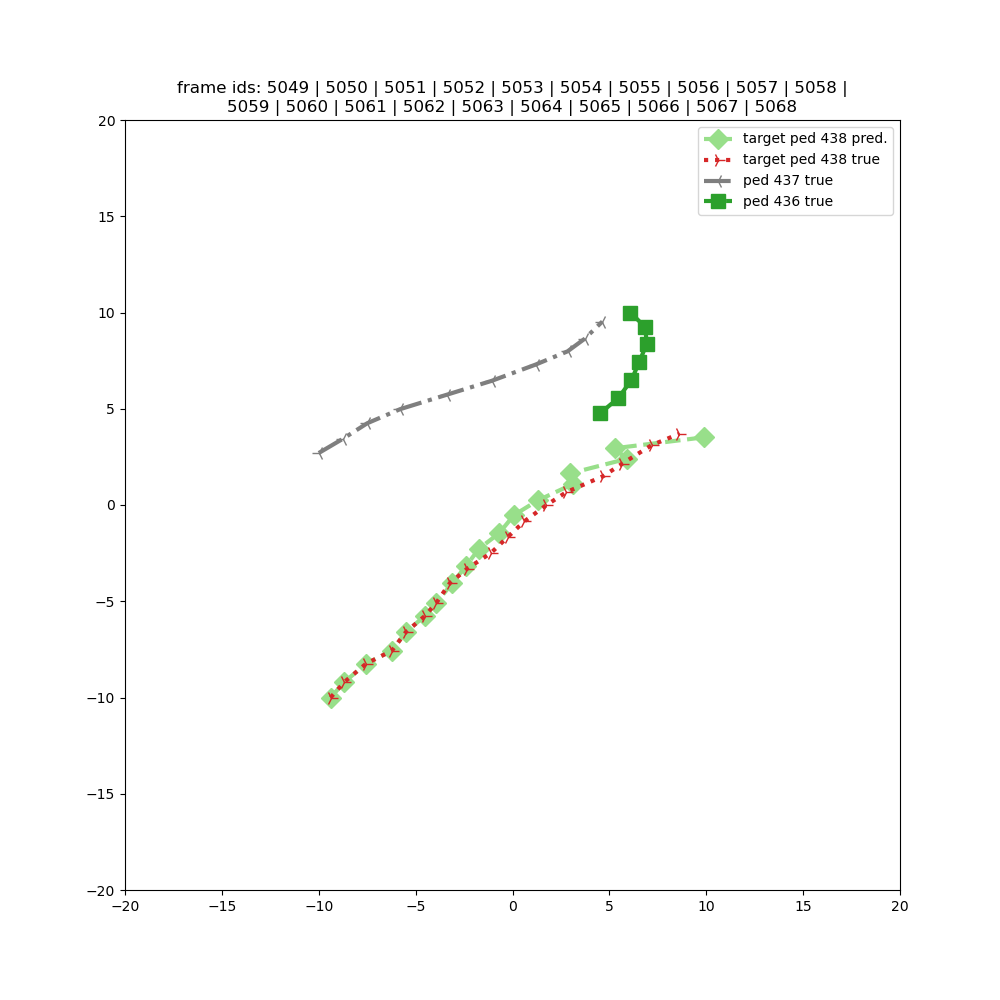 frame ids: 5049 | 5050 | 5051 | 5052 | 5053 | 5054 | 5055 | 5056 | 5057 | 5058 |
5059 | 5060 | 5061 | 5062 | 5063 | 5064 | 5065 | 5066 | 5067 | 5068
target ped 438 pred.
target ped 438 true
ped 437 true
ped 436 true
20
15
10
5
0
−5
−10
−15
−20
−20 −15 −10 −5 0 5 10 15 20